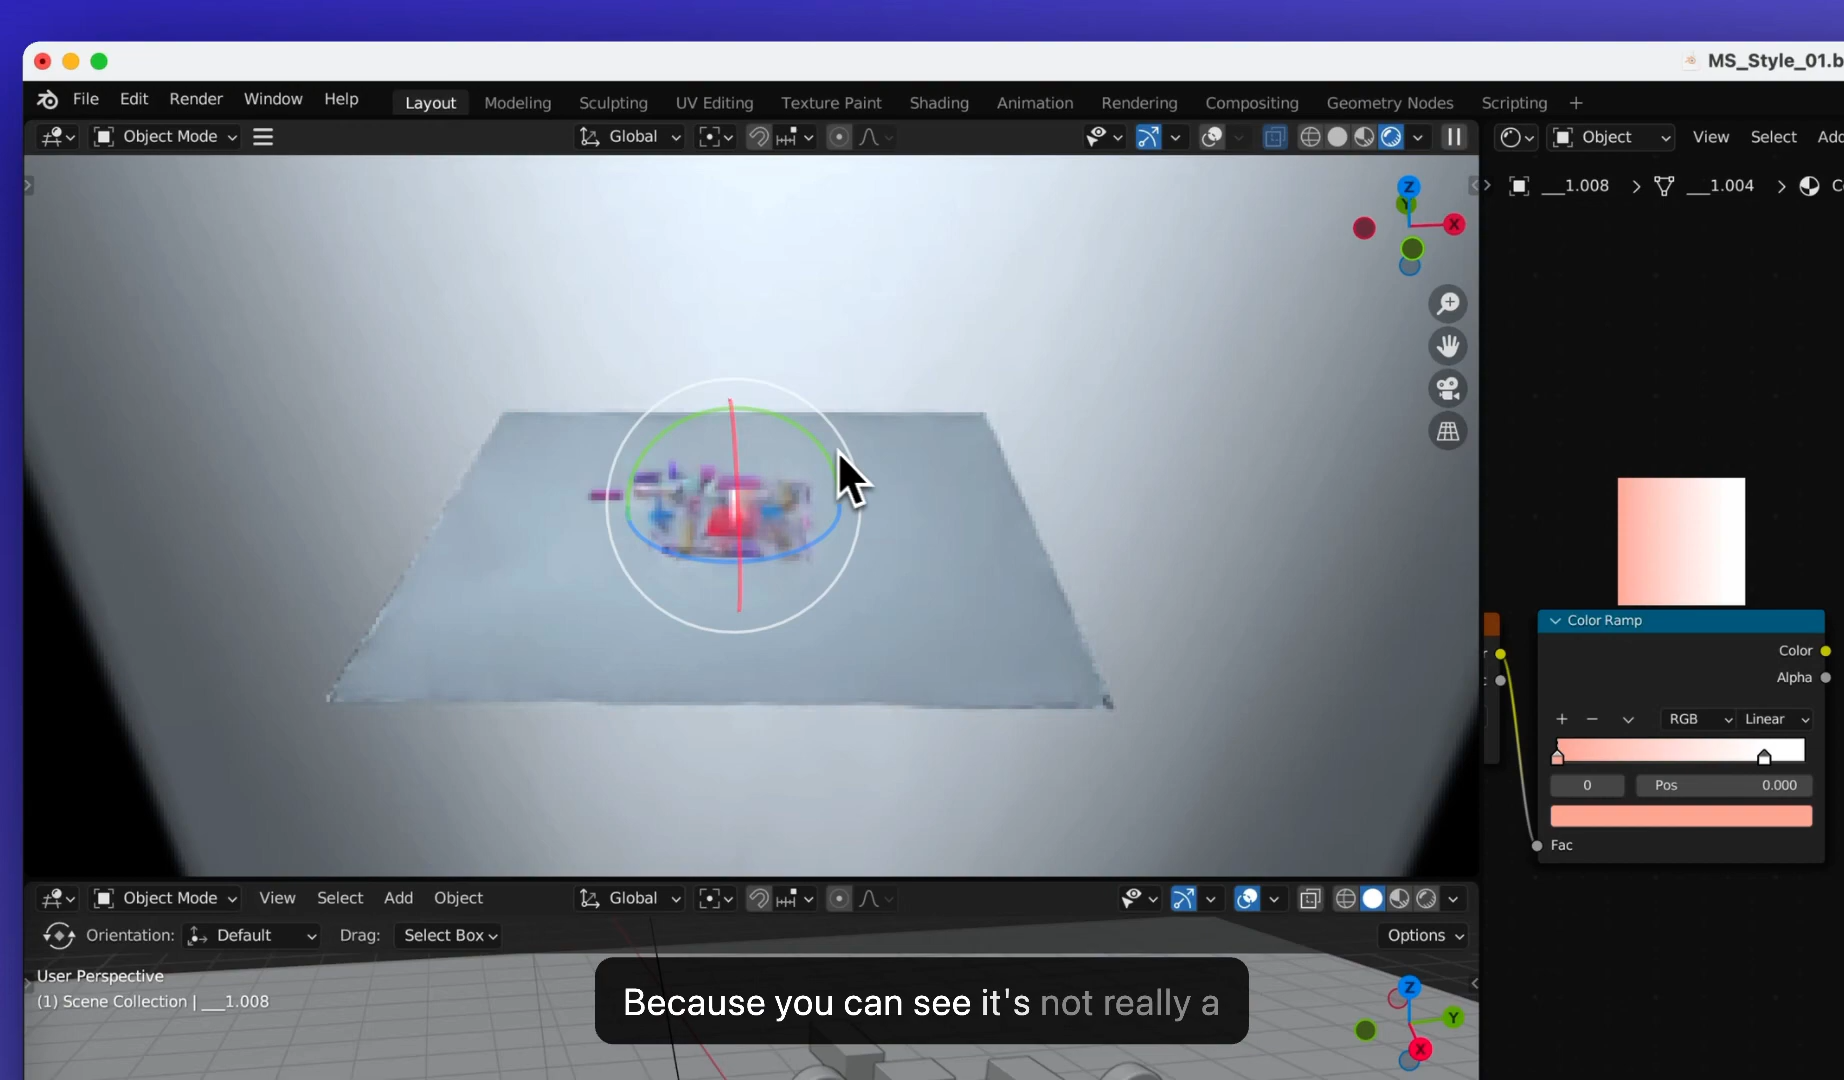 MS_Style_01.b
File Edit Render Window Help Layout Modeling Sculpting UV Editing Texture Paint Shading Animation Rendering Compositing Geometry Nodes Scripting +
Object Mode Global Object View Select Add
___1.008 > ___1.004 >
Z
Y
X
Color Ramp
Color
Alpha
+ − RGB Linear
0 Pos 0.000
Fac
Object Mode View Select Add Object Global
Orientation: Default Drag: Select Box Options
User Perspective
(1) Scene Collection | ___1.008
Z
Y
X
Because you can see it's not really a